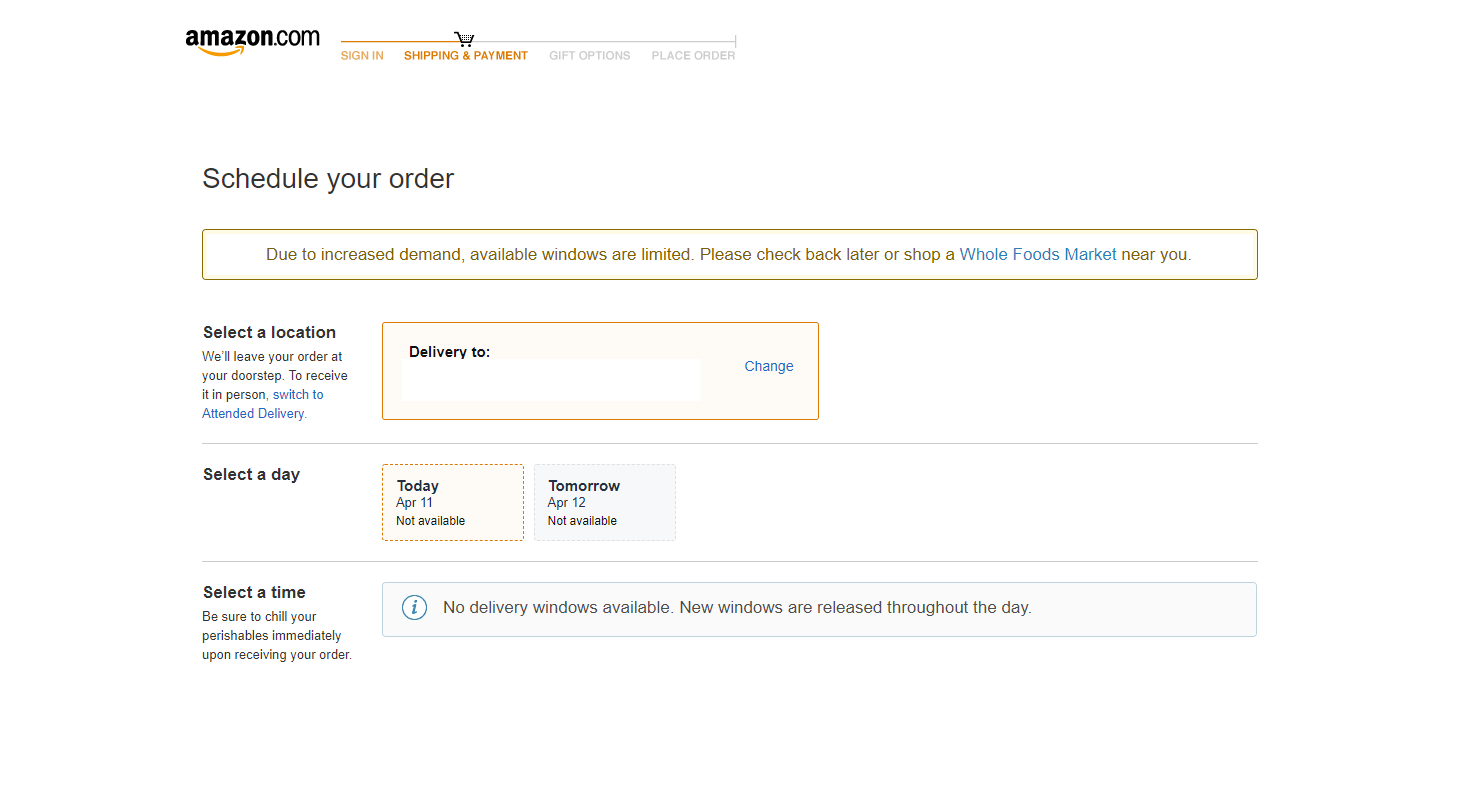 amazon.com
SIGN IN SHIPPING & PAYMENT GIFT OPTIONS PLACE ORDER
Schedule your order
Due to increased demand, available windows are limited. Please check back later or shop a Whole Foods Market near you.
Select a location
We'll leave your order at
your doorstep. To receive
it in person, switch to
Attended Delivery.
Delivery to:
Change
Select a day
Today
Apr 11
Not available
Tomorrow
Apr 12
Not available
Select a time
Be sure to chill your
perishables immediately
upon receiving your order.
No delivery windows available. New windows are released throughout the day.